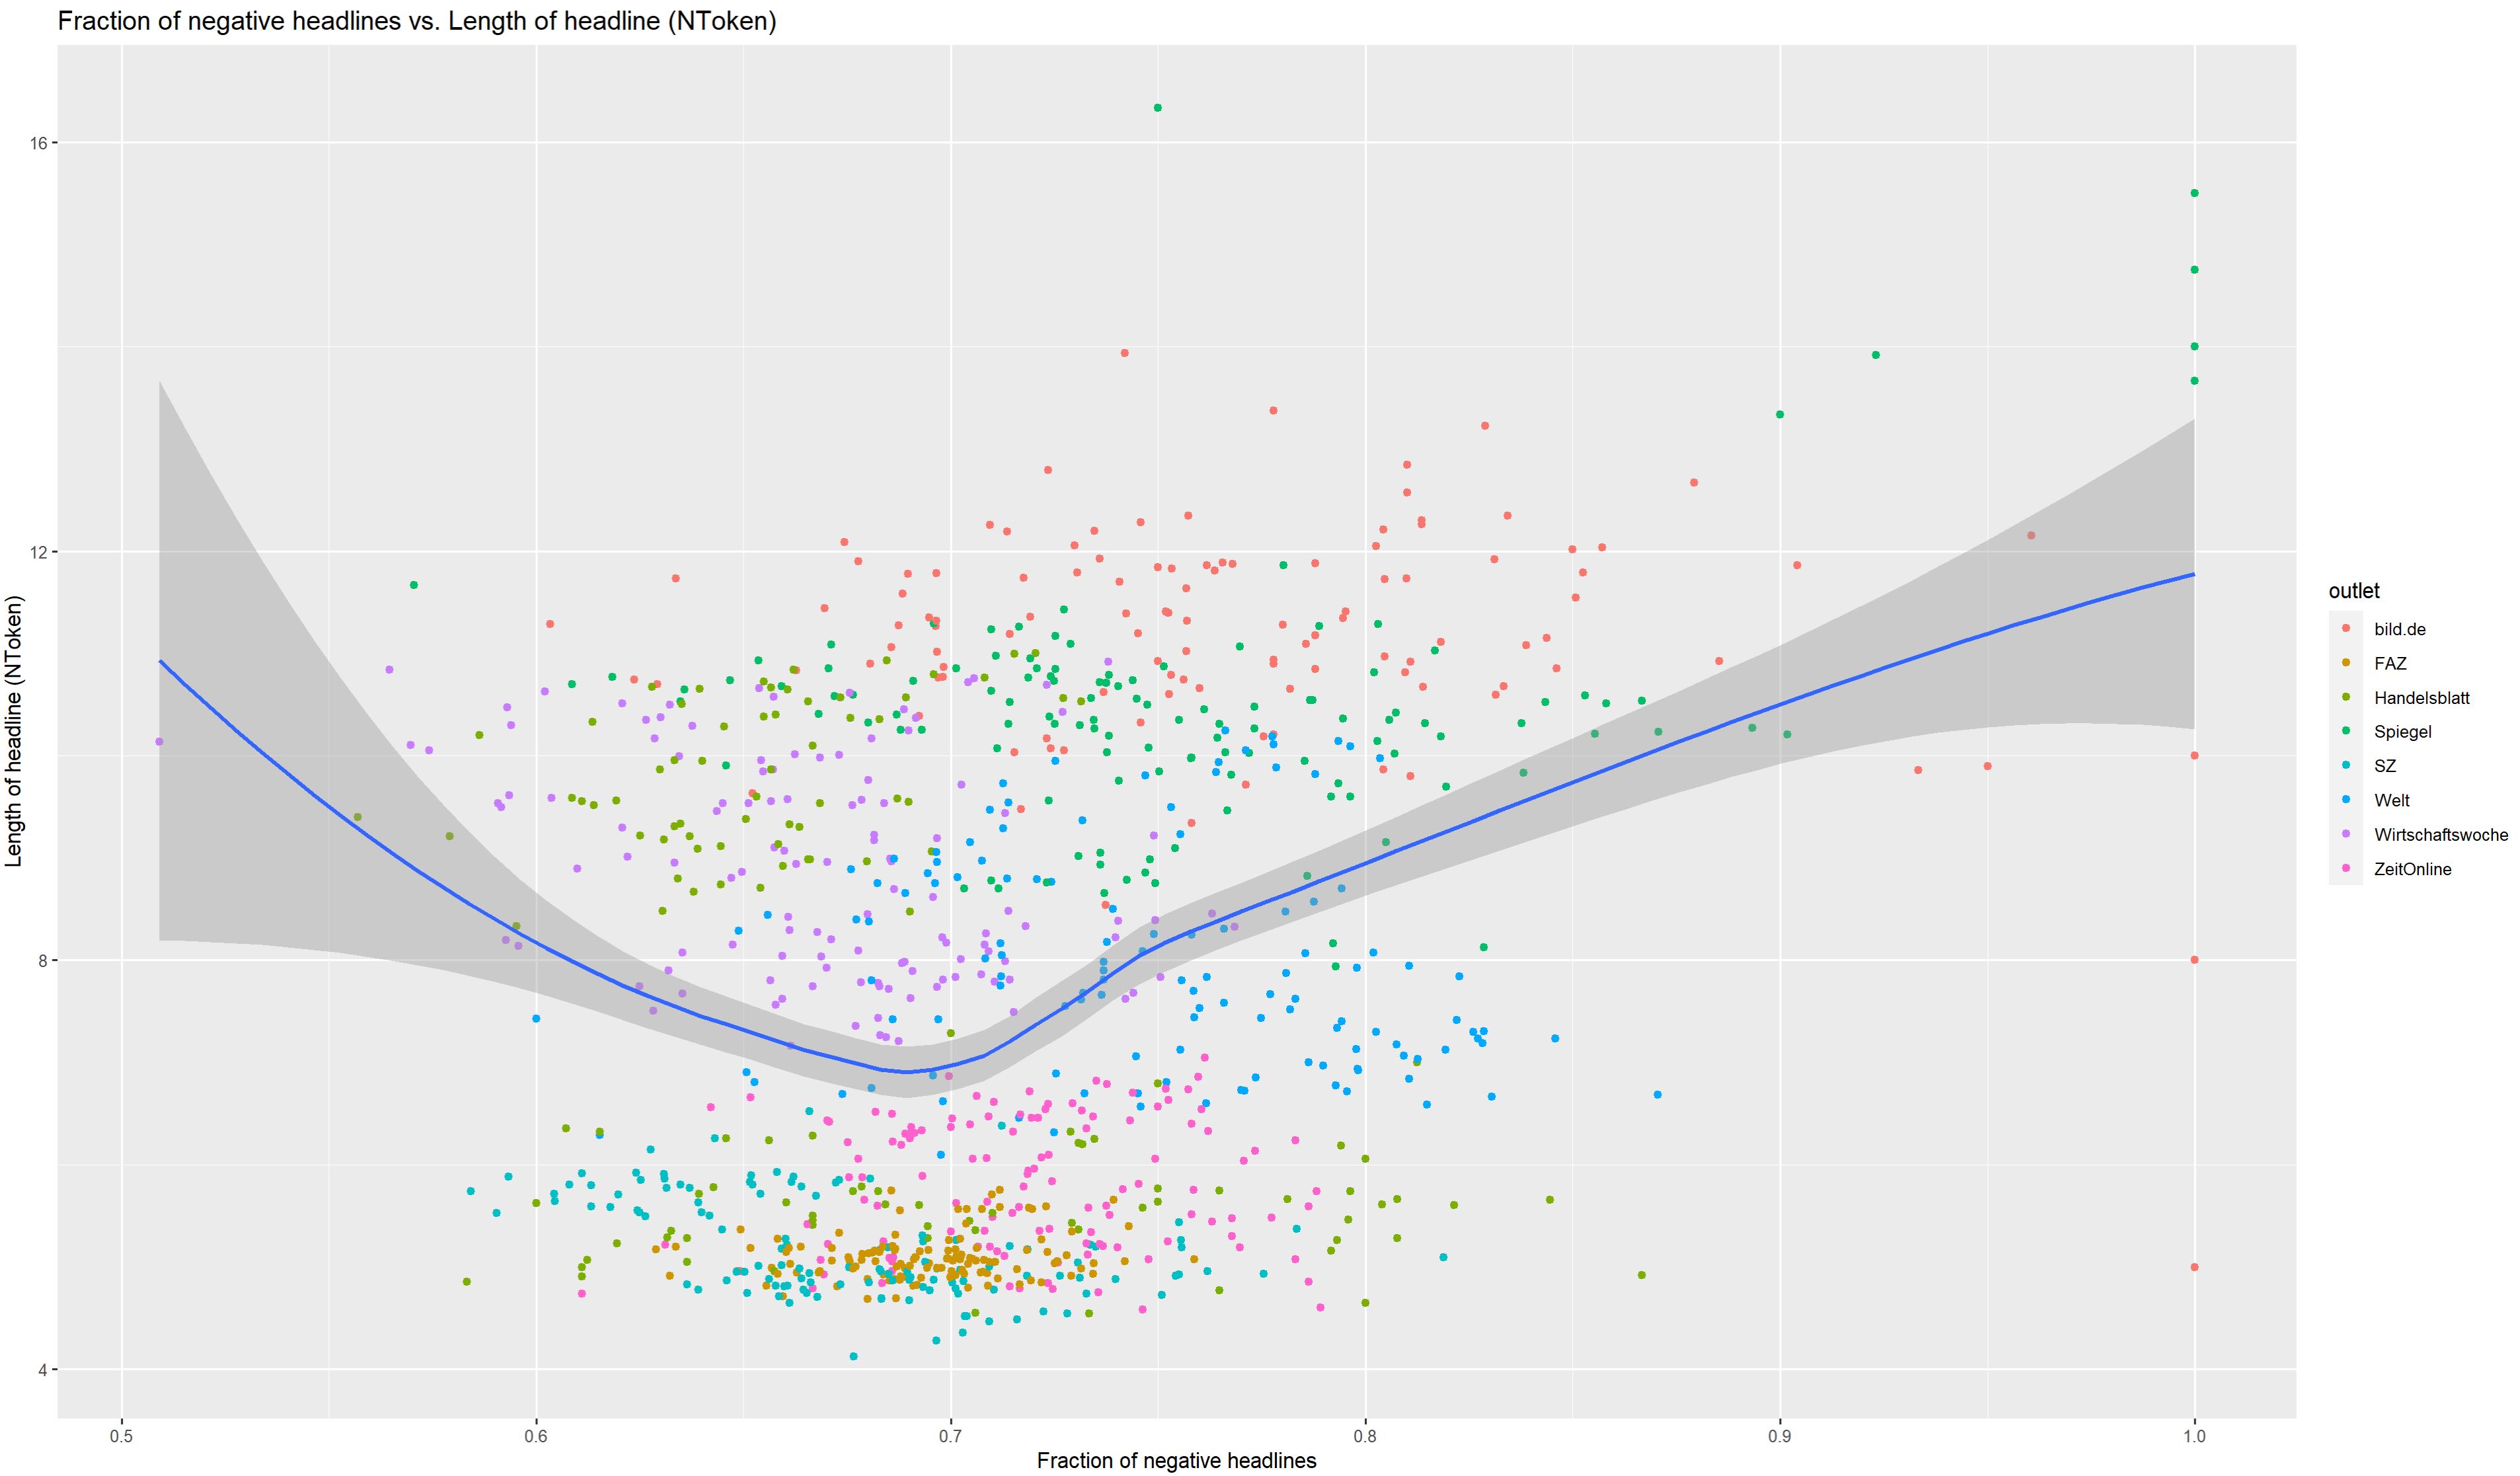 Fraction of negative headlines vs. Length of headline (NToken)
16
12
8
4
Length of headline (NToken)
0.5
0.6
0.7
0.8
0.9
1.0
Fraction of negative headlines
outlet
bild.de
FAZ
Handelsblatt
Spiegel
SZ
Welt
Wirtschaftswoche
ZeitOnline